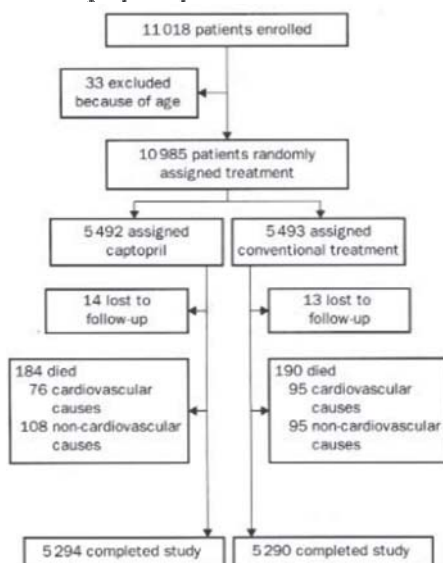 11 018 patients enrolled
33 excluded
because of age
10 985 patients randomly
assigned treatment
5 492 assigned
captopril
5 493 assigned
conventional treatment
14 lost to
follow-up
13 lost to
follow-up
184 died
76 cardiovascular
causes
108 non-cardiovascular
causes
190 died
95 cardiovascular
causes
95 non-cardiovascular
causes
5 294 completed study
5 290 completed study